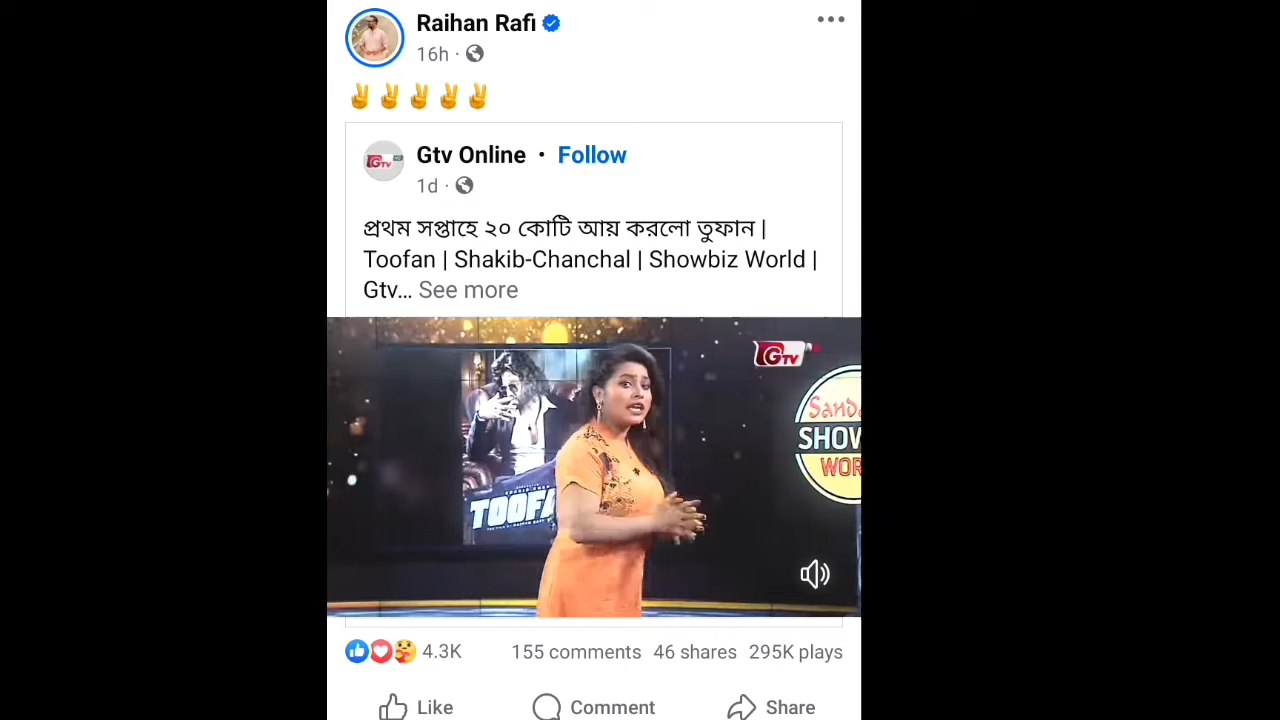 Raihan Rafi
16h ·
✌✌✌✌✌
Gtv Online · Follow
1d ·
প্রথম সপ্তাহে ২০ কোটি আয় করলো তুফান |
Toofan | Shakib-Chanchal | Showbiz World |
Gtv... See more
GTV
SHOW
WOR
TOOFA
4.3K 155 comments 46 shares 295K plays
Like Comment Share